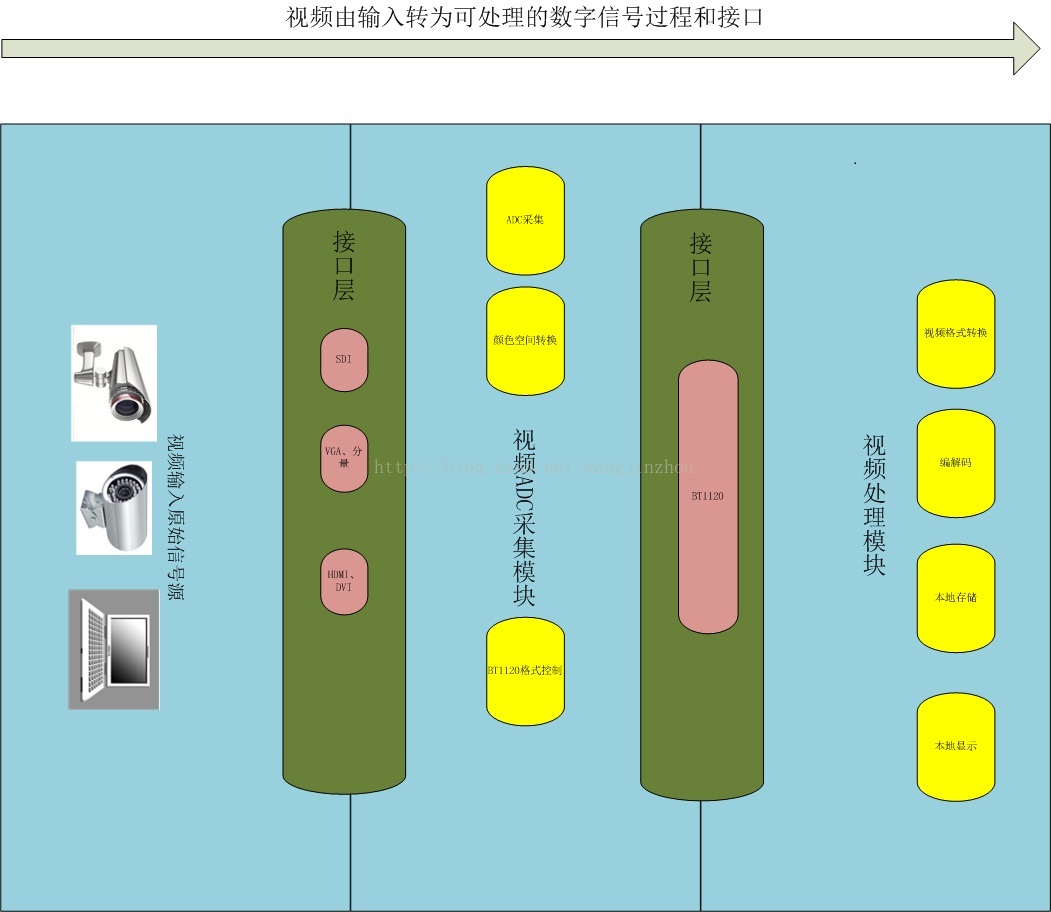 视频由输入转为可处理的数字信号过程和接口
视频输入原始信号源
接口层
SDI
VGA、分
量
HDMI、
DVI
ADC采集
颜色空间转换
视频ADC采集模块
BT1120格式控制
接口层
BT1120
视频处理模块
视频格式转换
编解码
本地存储
本地显示